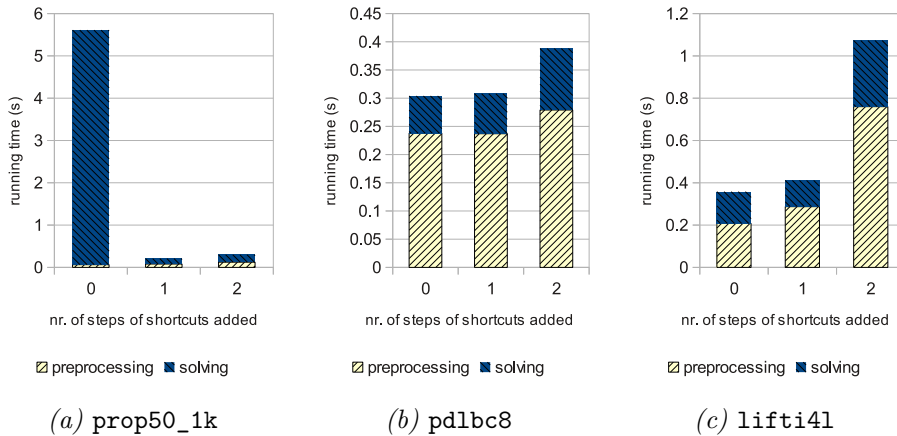 6
5
4
3
2
1
0
running time (s)
0 1 2
nr. of steps of shortcuts added
preprocessing solving
(a) prop50_1k
0.45
0.4
0.35
0.3
0.25
0.2
0.15
0.1
0.05
0
running time (s)
0 1 2
nr. of steps of shortcuts added
preprocessing solving
(b) pdlbc8
1.2
1
0.8
0.6
0.4
0.2
0
running time (s)
0 1 2
nr. of steps of shortcuts added
preprocessing solving
(c) lifti4l